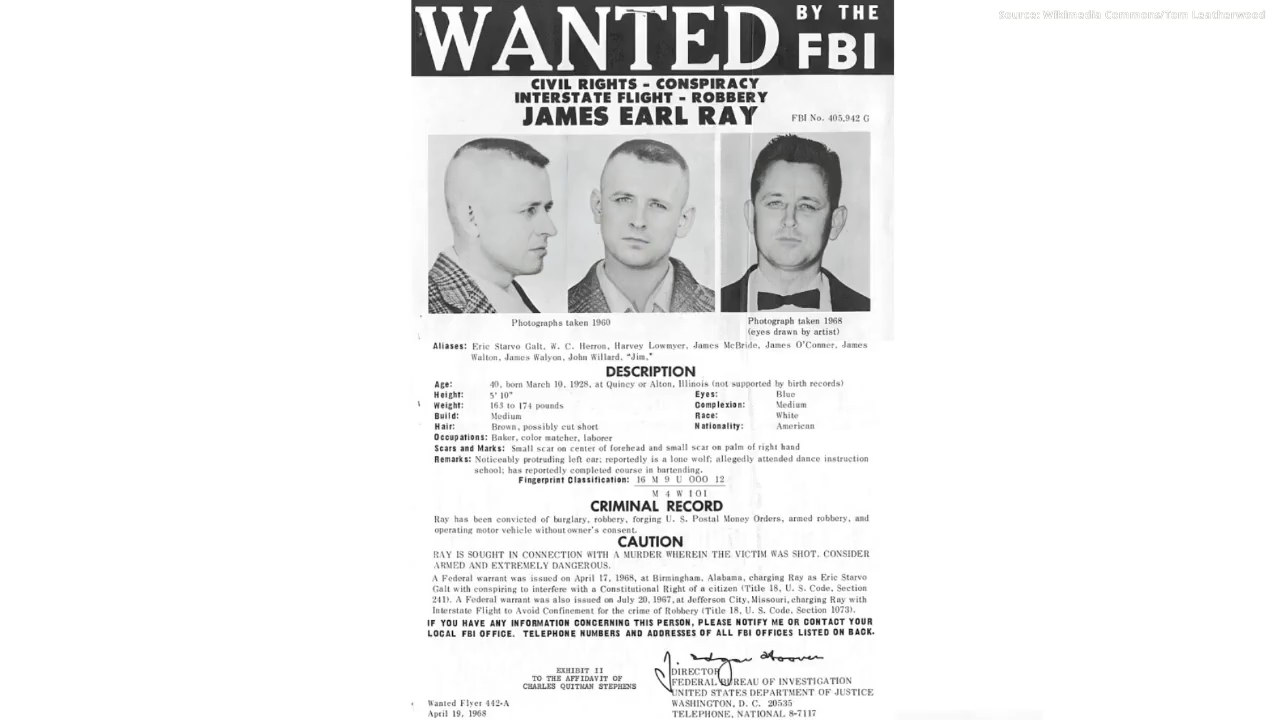 Source: Wikimedia Commons/Tom Leatherwood
WANTED BY THE FBI
CIVIL RIGHTS - CONSPIRACY
INTERSTATE FLIGHT - ROBBERY
JAMES EARL RAY
FBI No. 405,942 G
Photographs taken 1960
Photograph taken 1968
(eyes drawn by artist)
Aliases: Eric Starvo Galt, W. C. Herron, Harvey Lowmyer, James McBride, James O'Conner, James
Walton, James Walyon, John Willard, "Jim,"
DESCRIPTION
Age: 40, born March 10, 1928, at Quincy or Alton, Illinois (not supported by birth records)
Height: 5' 10" Eyes: Blue
Weight: 163 to 174 pounds Complexion: Medium
Build: Medium Race: White
Hair: Brown, possibly cut short Nationality: American
Occupations: Baker, color matcher, laborer
Scars and Marks: Small scar on center of forehead and small scar on palm of right hand
Remarks: Noticeably protruding left ear; reportedly is a lone wolf; allegedly attended dance instruction
school; has reportedly completed course in bartending.
Fingerprint Classification: 16 M 9 U OOO 12
M 4 W IOI
CRIMINAL RECORD
Ray has been convicted of burglary, robbery, forging U. S. Postal Money Orders, armed robbery, and
operating motor vehicle without owner's consent.
CAUTION
RAY IS SOUGHT IN CONNECTION WITH A MURDER WHEREIN THE VICTIM WAS SHOT. CONSIDER
ARMED AND EXTREMELY DANGEROUS.
A Federal warrant was issued on April 17, 1968, at Birmingham, Alabama, charging Ray as Eric Starvo
Galt with conspiring to interfere with a Constitutional Right of a citizen (Title 18, U. S. Code, Section
241). A Federal warrant was also issued on July 20, 1967, at Jefferson City, Missouri, charging Ray with
Interstate Flight to Avoid Confinement for the crime of Robbery (Title 18, U. S. Code, Section 1073).
IF YOU HAVE ANY INFORMATION CONCERNING THIS PERSON, PLEASE NOTIFY ME OR CONTACT YOUR
LOCAL FBI OFFICE. TELEPHONE NUMBERS AND ADDRESSES OF ALL FBI OFFICES LISTED ON BACK.
J. Edgar Hoover
EXHIBIT II
TO THE AFFIDAVIT OF
CHARLES QUITMAN STEPHENS
DIRECTOR
FEDERAL BUREAU OF INVESTIGATION
UNITED STATES DEPARTMENT OF JUSTICE
WASHINGTON, D. C. 20535
TELEPHONE, NATIONAL 8-7117
Wanted Flyer 442-A
April 19, 1968